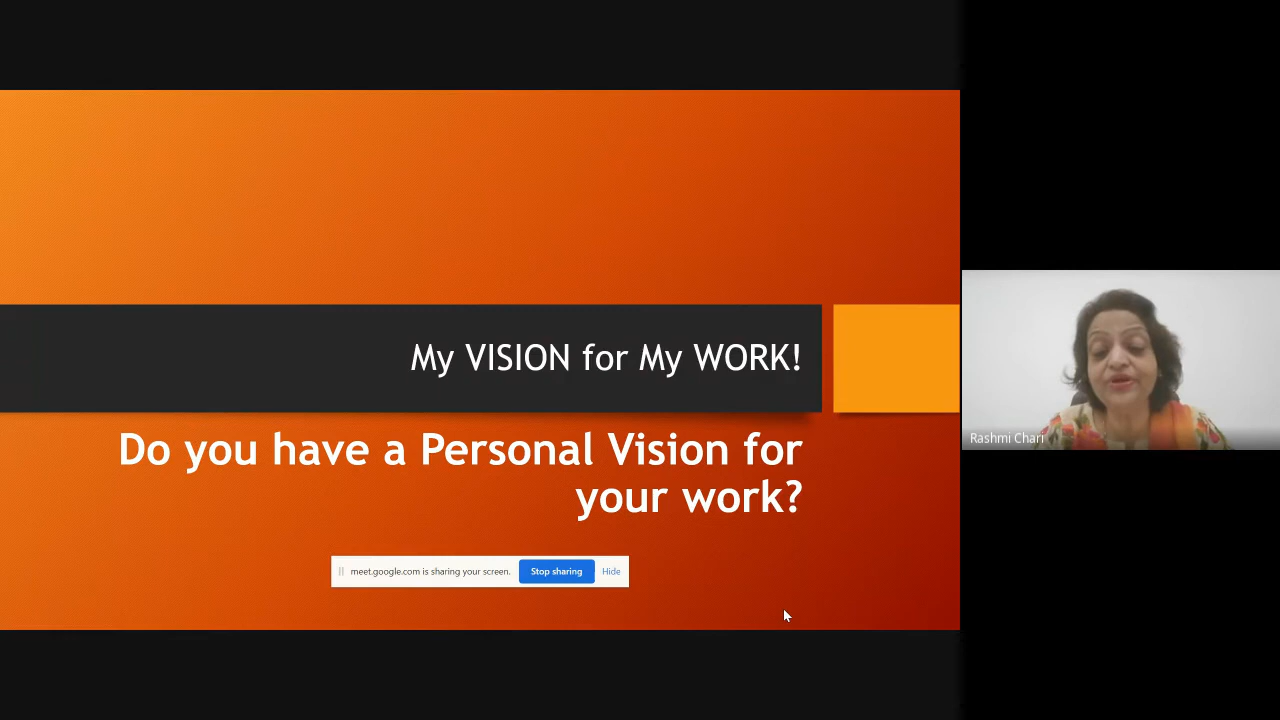 My VISION for My WORK!
Do you have a Personal Vision for
your work?
meet.google.com is sharing your screen. Stop sharing Hide
Rashmi Chari